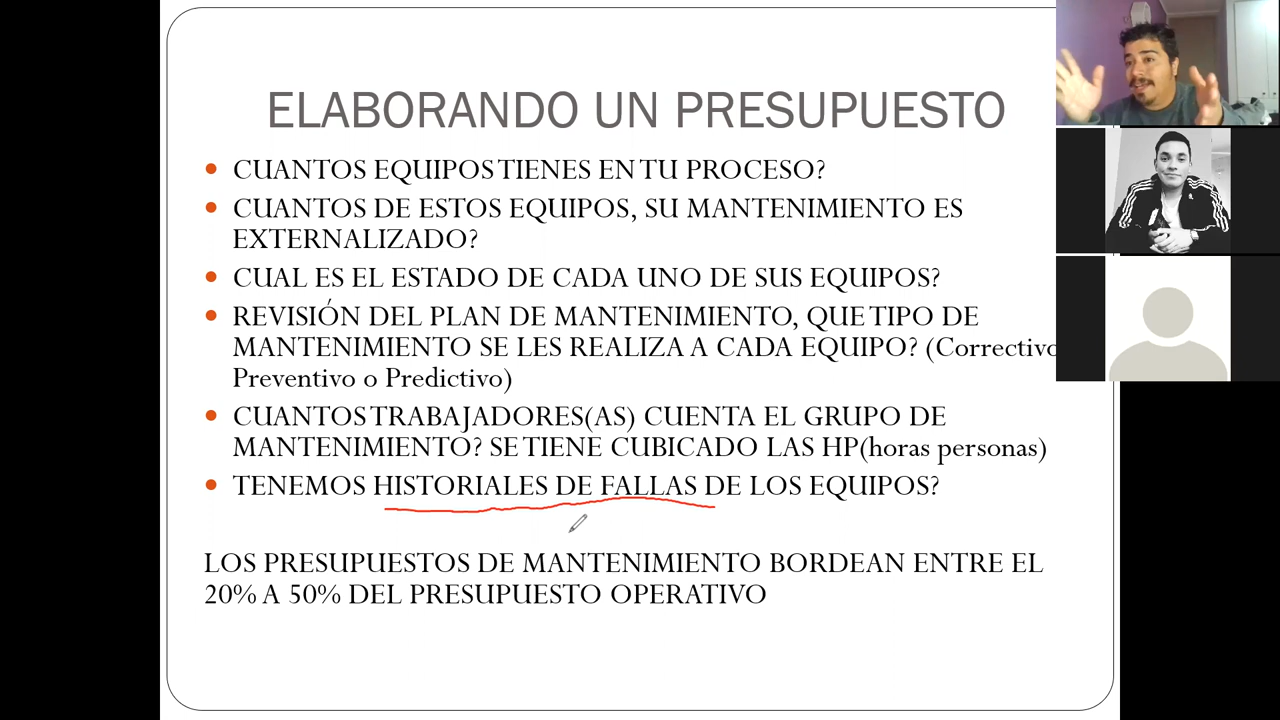 ELABORANDO UN PRESUPUESTO
CUANTOS EQUIPOS TIENES EN TU PROCESO?
CUANTOS DE ESTOS EQUIPOS, SU MANTENIMIENTO ES
EXTERNALIZADO?
CUAL ES EL ESTADO DE CADA UNO DE SUS EQUIPOS?
REVISIÓN DEL PLAN DE MANTENIMIENTO, QUE TIPO DE
MANTENIMIENTO SE LES REALIZA A CADA EQUIPO? (Correctivo
Preventivo o Predictivo)
CUANTOS TRABAJADORES(AS) CUENTA EL GRUPO DE
MANTENIMIENTO? SE TIENE CUBICADO LAS HP(horas personas)
TENEMOS HISTORIALES DE FALLAS DE LOS EQUIPOS?
LOS PRESUPUESTOS DE MANTENIMIENTO BORDEAN ENTRE EL
20% A 50% DEL PRESUPUESTO OPERATIVO